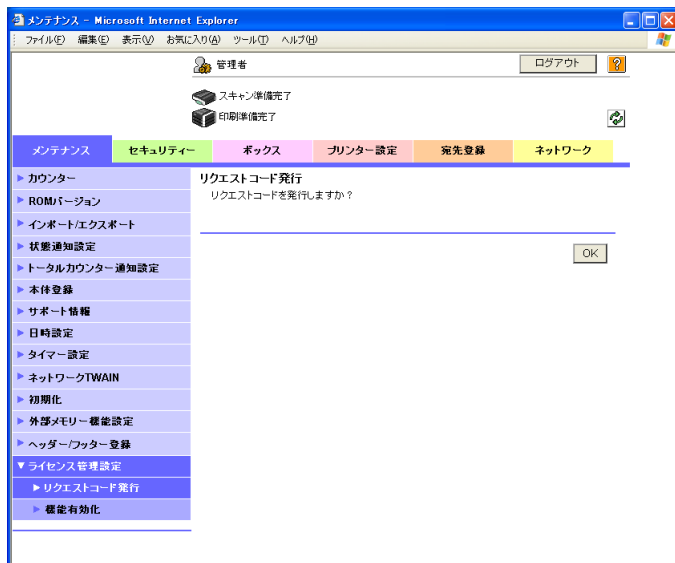 メンテナンス - Microsoft Internet Explorer
ファイル(F) 編集(E) 表示(V) お気に入り(A) ツール(T) ヘルプ(H)
管理者
ログアウト
?
スキャン準備完了
印刷準備完了
メンテナンス セキュリティー ボックス プリンター設定 宛先登録 ネットワーク
カウンター
ROMバージョン
インポート/エクスポート
状態通知設定
トータルカウンター通知設定
本体登録
サポート情報
日時設定
タイマー設定
ネットワークTWAIN
初期化
外部メモリー機能設定
ヘッダー/フッター登録
ライセンス管理設定
リクエストコード発行
機能有効化
リクエストコード発行
リクエストコードを発行しますか?
OK